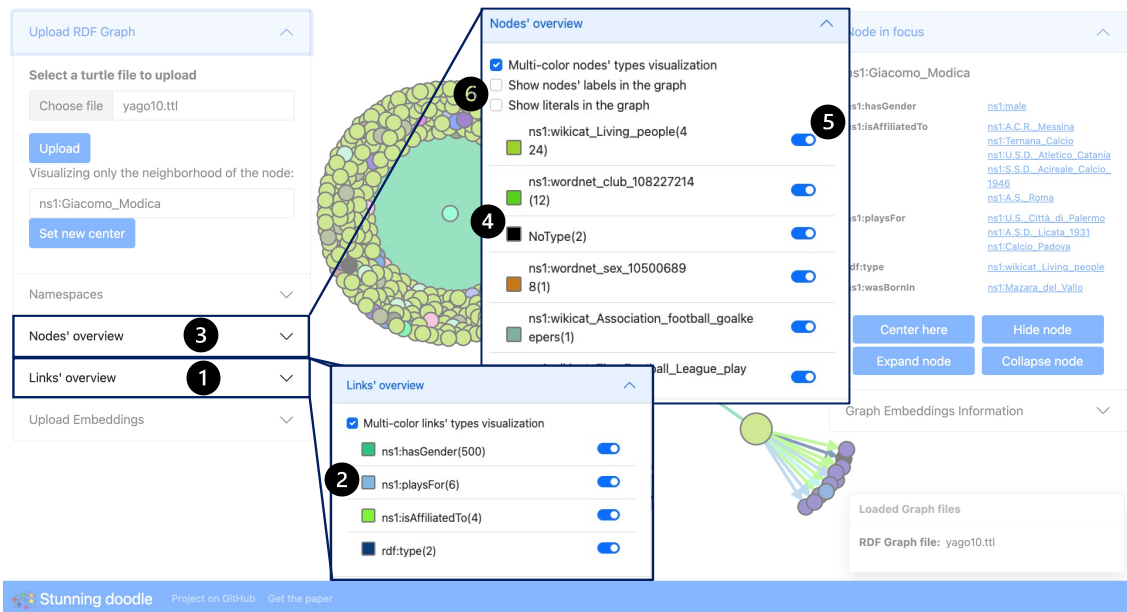 Upload RDF Graph
Select a turtle file to upload
Choose file yago10.ttl
Upload
Visualizing only the neighborhood of the node:
ns1:Giacomo_Modica
Set new center
Namespaces
Nodes' overview
3
Links' overview
1
Upload Embeddings
Nodes' overview
Multi-color nodes' types visualization
Show nodes' labels in the graph
6
Show literals in the graph
5
ns1:wikicat_Living_people(4
24)
ns1:wordnet_club_108227214
(12)
4
NoType(2)
ns1:wordnet_sex_10500689
8(1)
ns1:wikicat_Association_football_goalke
epers(1)
ball_League_play
Links' overview
Multi-color links' types visualization
ns1:hasGender(500)
2
ns1:playsFor(6)
ns1:isAffiliatedTo(4)
rdf:type(2)
Node in focus
ns1:Giacomo_Modica
ns1:hasGender ns1:male
ns1:isAffiliatedTo ns1:A.C.R._Messina
ns1:Ternana_Calcio
ns1:U.S.D._Atletico_Catania
ns1:S.S.D._Acireale_Calcio_
1946
ns1:A.S._Roma
ns1:playsFor ns1:U.S._Città_di_Palermo
ns1:A.S.D._Licata_1931
ns1:Calcio_Padova
rdf:type ns1:wikicat_Living_people
ns1:wasBornIn ns1:Mazara_del_Vallo
Center here Hide node
Expand node Collapse node
Graph Embeddings Information
Loaded Graph files
RDF Graph file: yago10.ttl
Stunning doodle Project on GitHub Get the paper